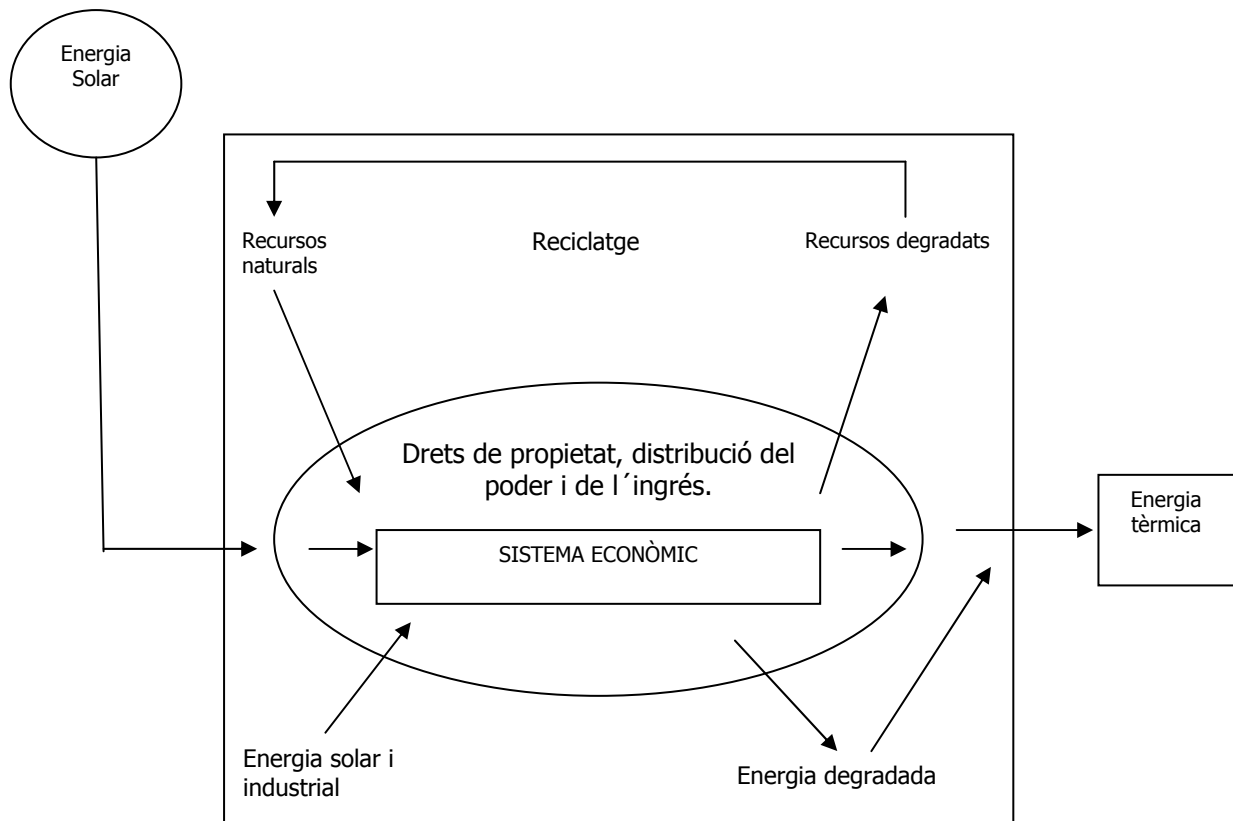 Energia
Solar
Recursos
naturals
Reciclatge
Recursos degradats
Drets de propietat, distribució del
poder i de l´ingrés.
SISTEMA ECONÒMIC
Energia
tèrmica
Energia solar i
industrial
Energia degradada